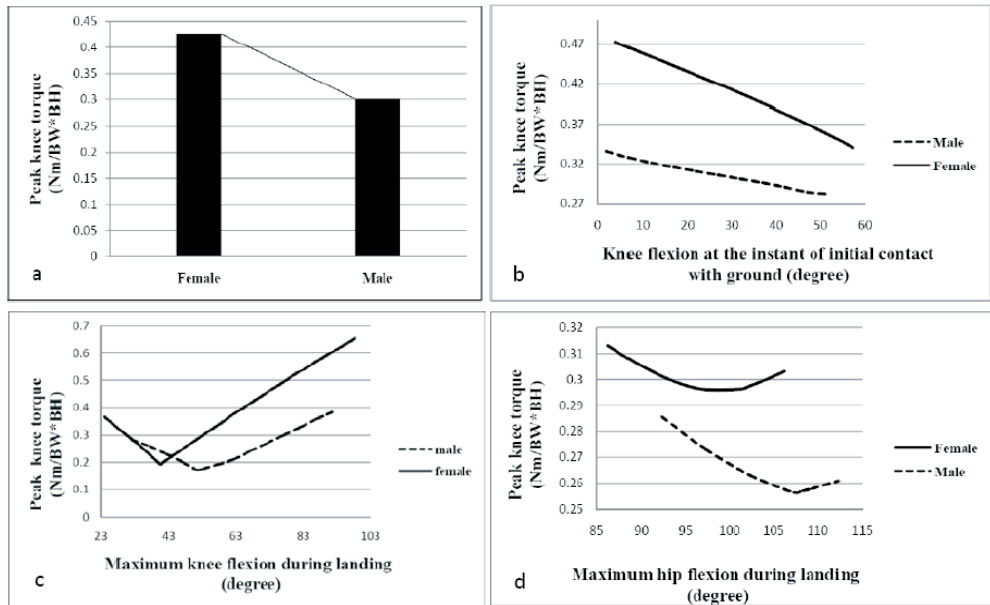 Peak knee torque
(Nm/BW*BH)
0.45
0.4
0.35
0.3
0.25
0.2
0.15
0.1
0.05
0
Female
Male
a
Peak knee torque
(Nm/BW*BH)
0.47
0.42
0.37
0.32
0.27
0
10
20
30
40
50
60
Male
Female
Knee flexion at the instant of initial contact
with ground (degree)
b
Peak knee torque
(Nm/BW*BH)
0.7
0.6
0.5
0.4
0.3
0.2
0.1
0
23
43
63
83
103
male
female
Maximum knee flexion during landing
(degree)
c
Peak knee torque
(Nm/BW*BH)
0.32
0.31
0.3
0.29
0.28
0.27
0.26
0.25
85
90
95
100
105
110
115
Female
Male
Maximum hip flexion during landing
(degree)
d